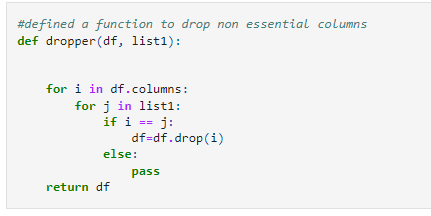 #defined a function to drop non essential columns
def dropper(df, list1):
    for i in df.columns:
        for j in list1:
            if i == j:
                df=df.drop(i)
            else:
                pass
    return df